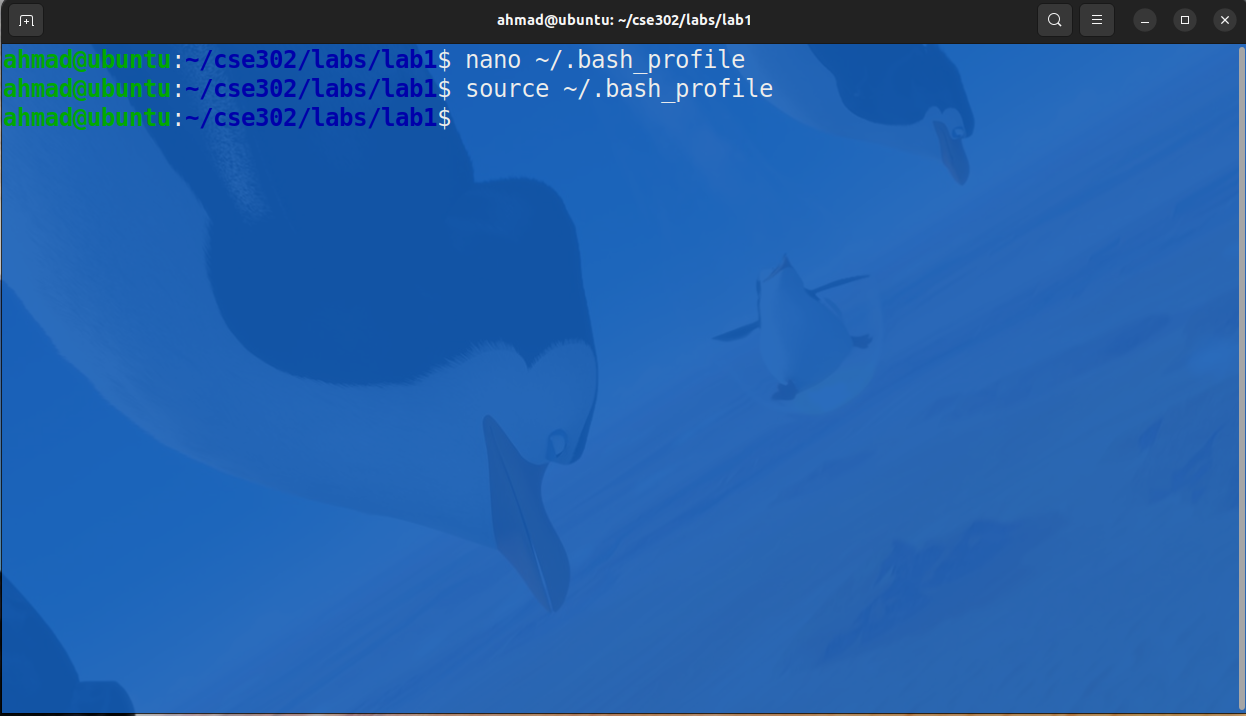 ahmad@ubuntu: ~/cse302/labs/lab1
ahmad@ubuntu:~/cse302/labs/lab1$ nano ~/.bash_profile
ahmad@ubuntu:~/cse302/labs/lab1$ source ~/.bash_profile
ahmad@ubuntu:~/cse302/labs/lab1$